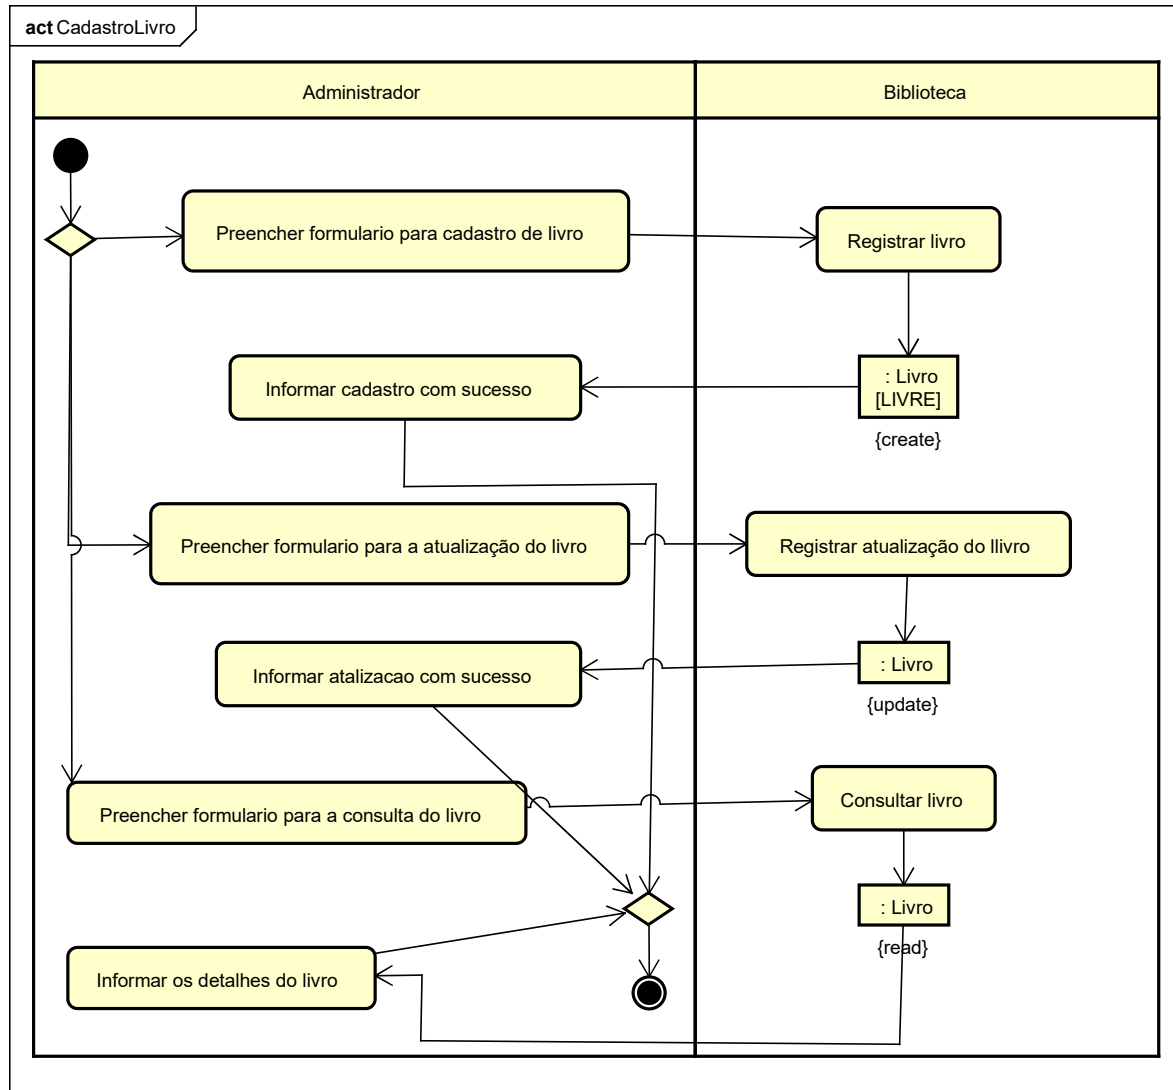 act CadastroLivro
Administrador
Biblioteca
Preencher formulario para cadastro de livro
Registrar livro
Informar cadastro com sucesso
: Livro
[LIVRE]
{create}
Preencher formulario para a atualização do livro
Registrar atualização do llivro
Informar atalizacao com sucesso
: Livro
{update}
Preencher formulario para a consulta do livro
Consultar livro
: Livro
{read}
Informar os detalhes do livro